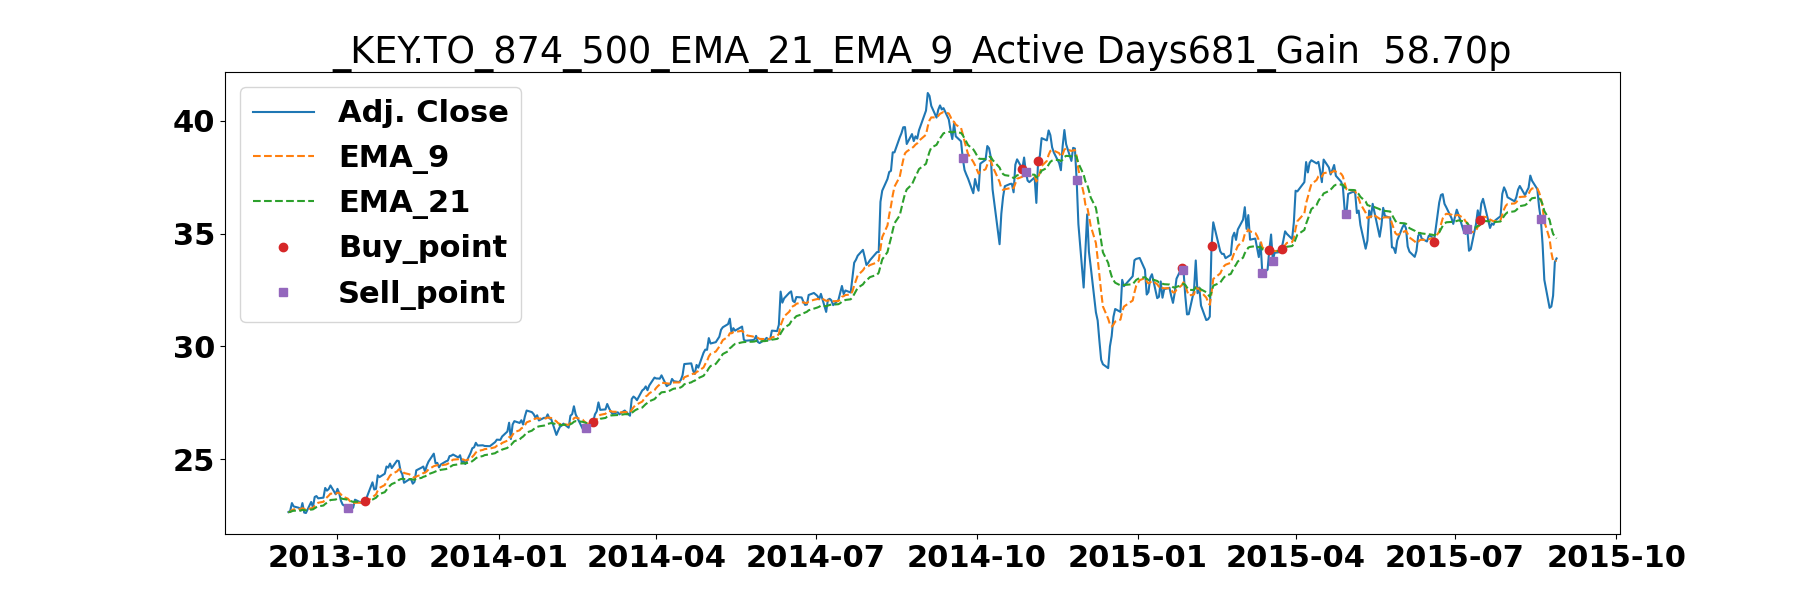 _KEY.TO_874_500_EMA_21_EMA_9_Active Days681_Gain  58.70p
Adj. Close
EMA_9
EMA_21
Buy_point
Sell_point
40
35
30
25
2013-10 2014-01 2014-04 2014-07 2014-10 2015-01 2015-04 2015-07 2015-10